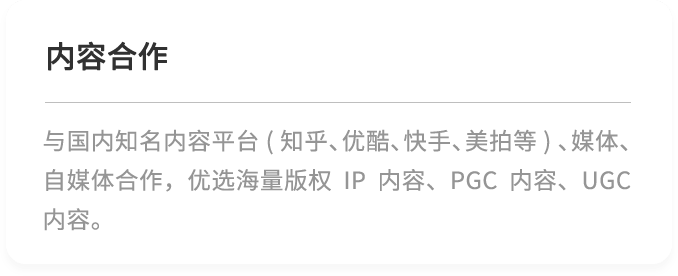 内容合作
与国内知名内容平台 ( 知乎、优酷、快手、美拍等 ) 、媒体、
自媒体合作，优选海量版权 IP 内容、PGC 内容、UGC
内容。